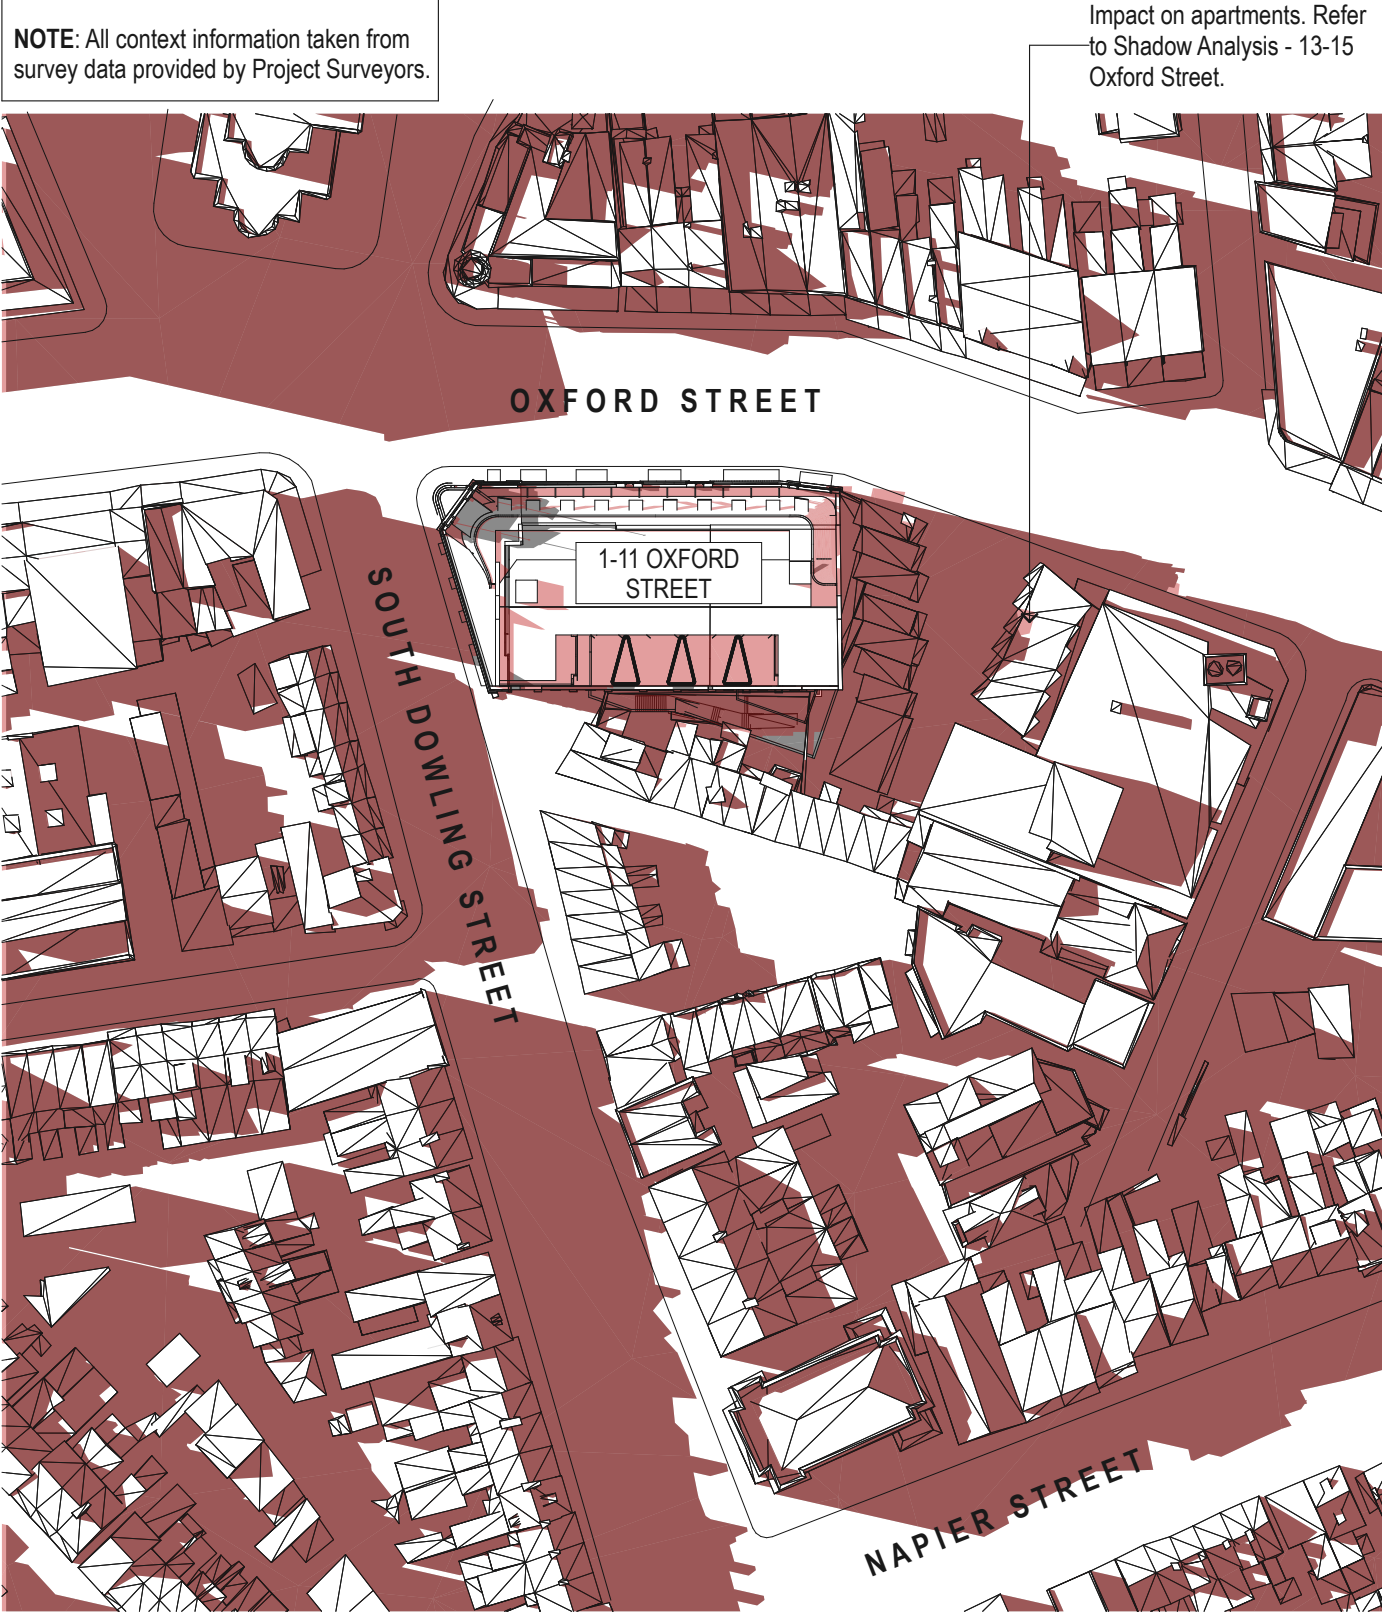 NOTE: All context information taken from
survey data provided by Project Surveyors.
Impact on apartments. Refer
to Shadow Analysis - 13-15
Oxford Street.
OXFORD STREET
1-11 OXFORD
STREET
SOUTH DOWLING STREET
NAPIER STREET